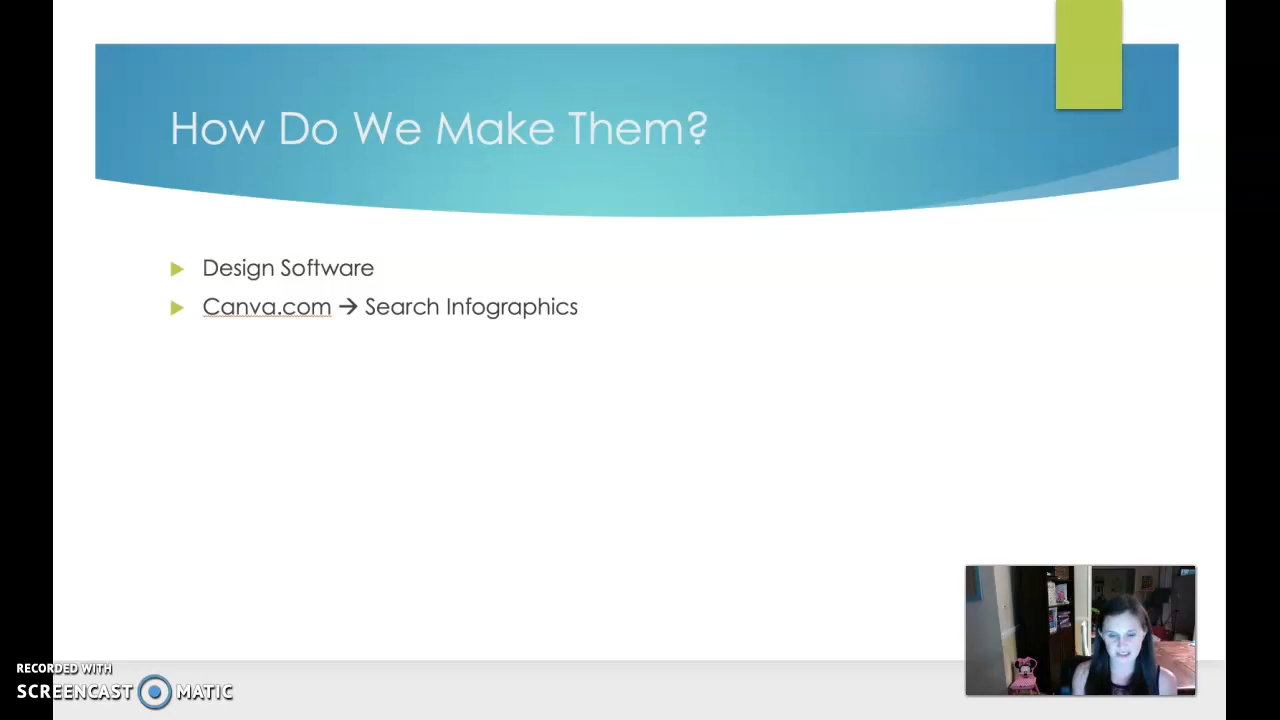 How Do We Make Them?
Design Software
Canva.com → Search Infographics
RECORDED WITH
SCREENCAST MATIC